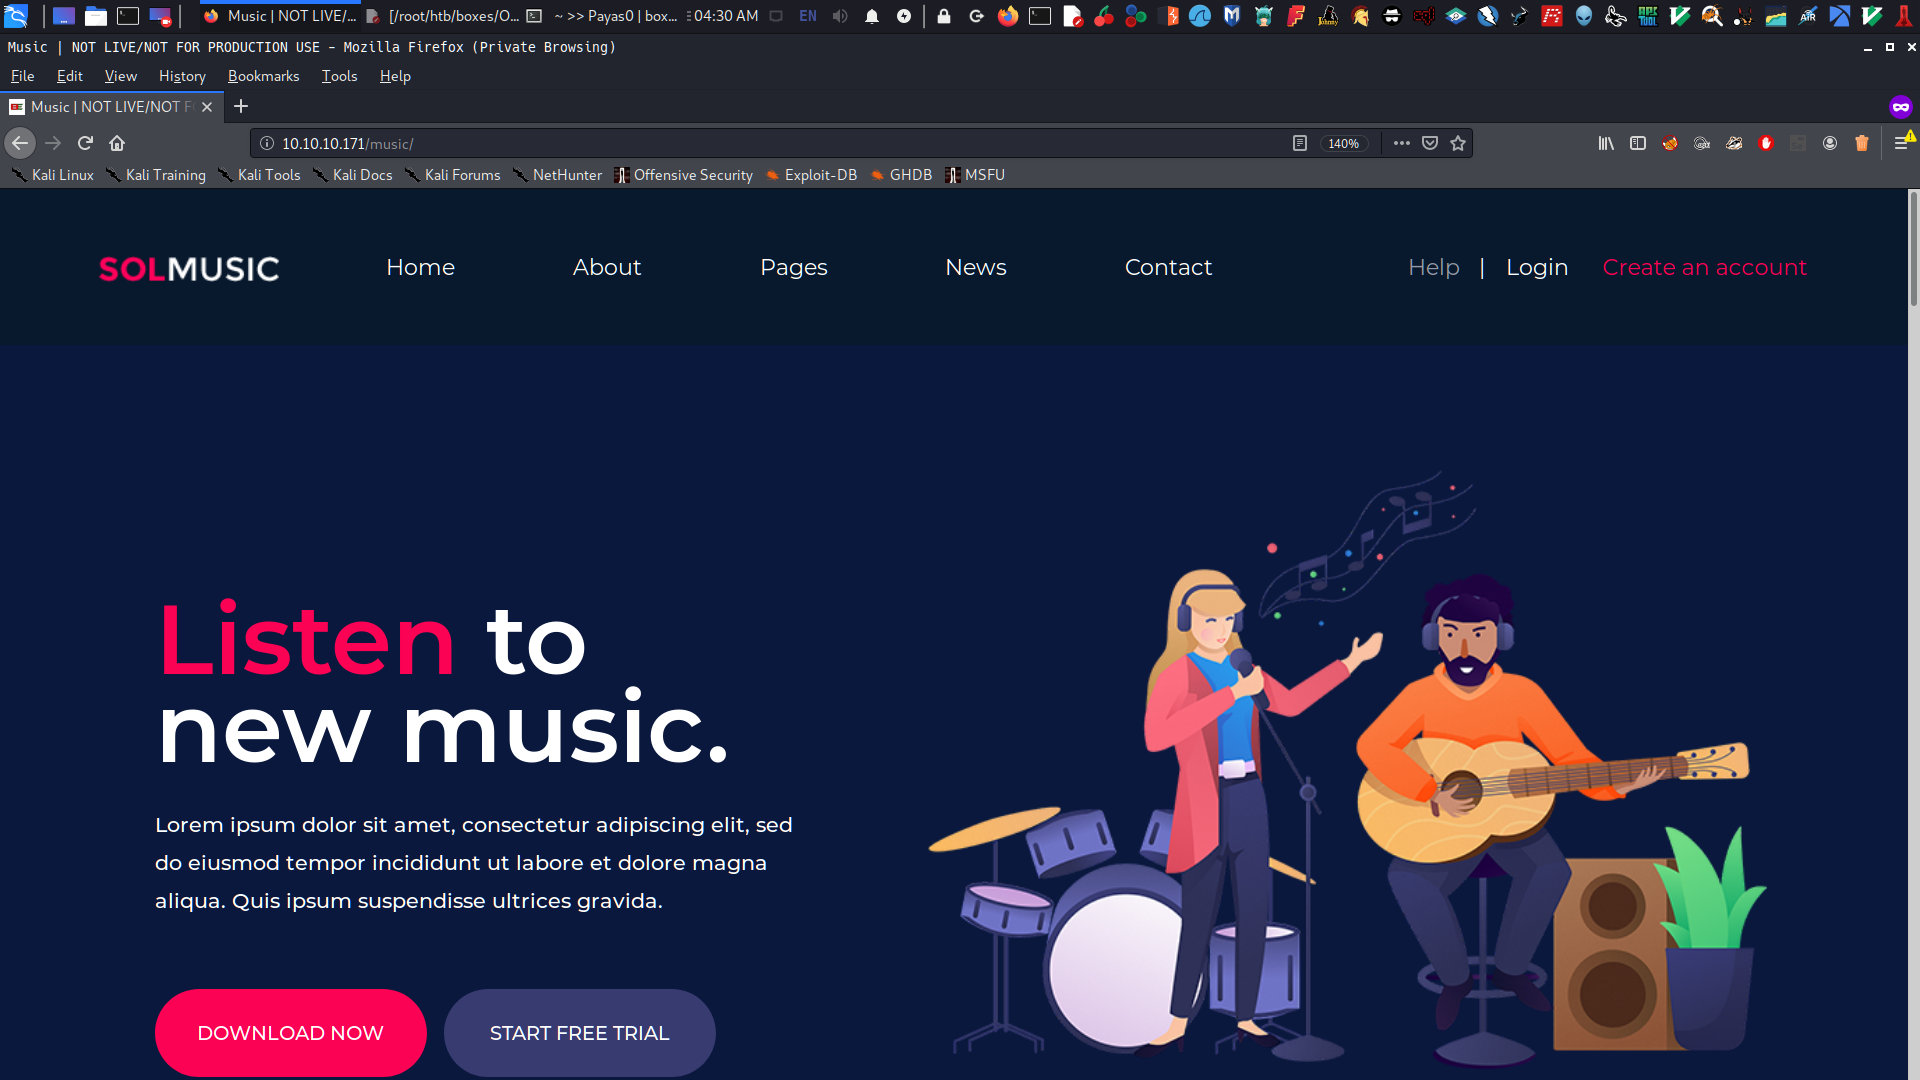 Music | NOT LIVE/... [/root/htb/boxes/O... ~ >> Payas0 | box... 04:30 AM EN
Music | NOT LIVE/NOT FOR PRODUCTION USE - Mozilla Firefox (Private Browsing)
File Edit View History Bookmarks Tools Help
Music | NOT LIVE/NOT F
10.10.10.171/music/ 140%
Kali Linux Kali Training Kali Tools Kali Docs Kali Forums NetHunter Offensive Security Exploit-DB GHDB MSFU
SOLMUSIC Home About Pages News Contact Help | Login Create an account
Listen to
new music.
Lorem ipsum dolor sit amet, consectetur adipiscing elit, sed
do eiusmod tempor incididunt ut labore et dolore magna
aliqua. Quis ipsum suspendisse ultrices gravida.
DOWNLOAD NOW START FREE TRIAL